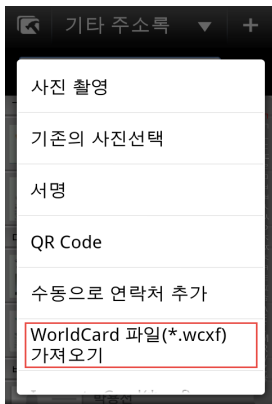 기타 주소록
사진 촬영
기존의 사진선택
서명
QR Code
수동으로 연락처 추가
WorldCard 파일(*.wcxf)
가져오기